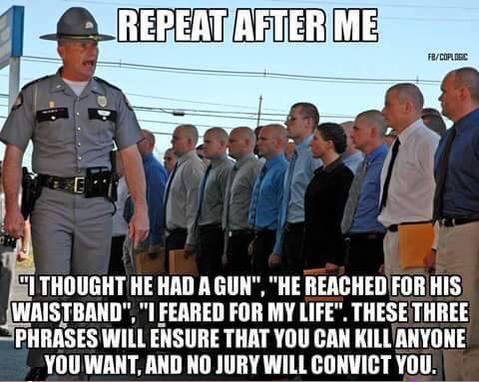 REPEAT AFTER ME
FB/COPLOGIC
"I THOUGHT HE HAD A GUN", "HE REACHED FOR HIS
WAISTBAND", "I FEARED FOR MY LIFE". THESE THREE
PHRASES WILL ENSURE THAT YOU CAN KILL ANYONE
YOU WANT, AND NO JURY WILL CONVICT YOU.